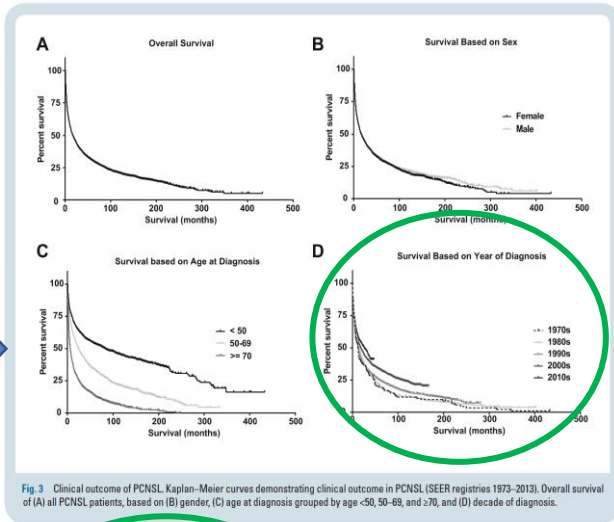 A
Overall Survival
100
75
50
25
0
Percent survival
0 100 200 300 400 500
Survival (months)
B
Survival Based on Sex
100
75
50
25
0
Percent survival
Female
Male
0 100 200 300 400 500
Survival (months)
C
Survival based on Age at Diagnosis
100
75
50
25
0
Percent survival
< 50
50-69
>= 70
0 100 200 300 400 500
Survival (months)
D
Survival Based on Year of Diagnosis
100
75
50
25
0
Percent survival
1970s
1980s
1990s
2000s
2010s
0 100 200 300 400 500
Survival (months)
Fig. 3 Clinical outcome of PCNSL. Kaplan–Meier curves demonstrating clinical outcome in PCNSL (SEER registries 1973–2013). Overall survival
of (A) all PCNSL patients, based on (B) gender, (C) age at diagnosis grouped by age <50, 50–69, and ≥70, and (D) decade of diagnosis.